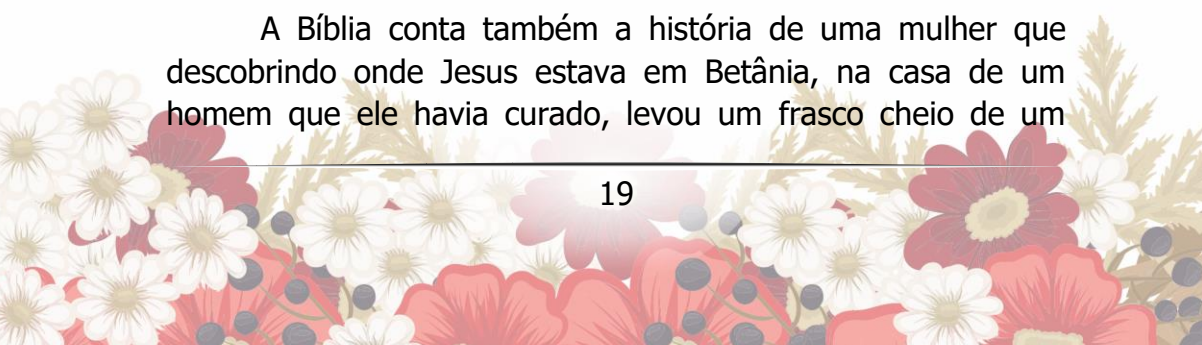 A Bíblia conta também a história de uma mulher que
descobrindo onde Jesus estava em Betânia, na casa de um
homem que ele havia curado, levou um frasco cheio de um
19